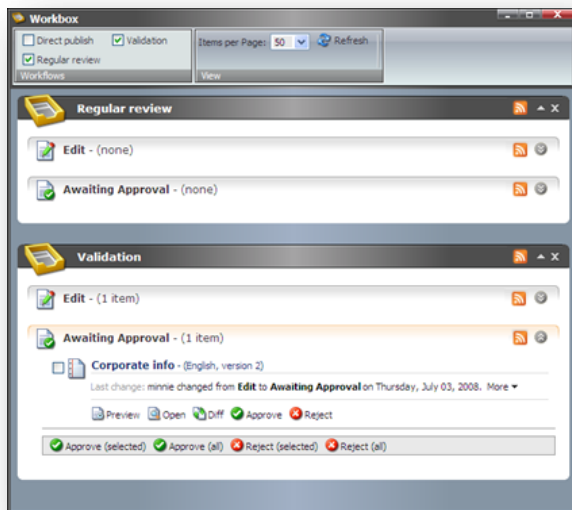 Workbox
Direct publish Validation Items per Page: 50 Refresh
Regular review
Workflows View
Regular review
Edit - (none)
Awaiting Approval - (none)
Validation
Edit - (1 item)
Awaiting Approval - (1 item)
Corporate info - (English, version 2)
Last change: minnie changed from Edit to Awaiting Approval on Thursday, July 03, 2008. More
Preview Open Diff Approve Reject
Approve (selected) Approve (all) Reject (selected) Reject (all)